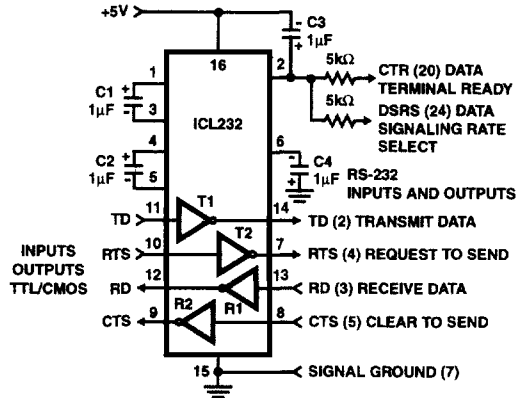 +5V
- C3
+ 1µF
16
2
5kΩ
CTR (20) DATA
TERMINAL READY
5kΩ
DSRS (24) DATA
SIGNALING RATE
SELECT
1
C1 +
1µF -
3
ICL232
4
C2 +
1µF -
5
6
- C4
+ 1µF
RS-232
INPUTS AND OUTPUTS
INPUTS
OUTPUTS
TTL/CMOS
TD
11
T1
14
TD (2) TRANSMIT DATA
RTS
10
T2
7
RTS (4) REQUEST TO SEND
RD
12
R1
13
RD (3) RECEIVE DATA
CTS
9
R2
8
CTS (5) CLEAR TO SEND
15
SIGNAL GROUND (7)